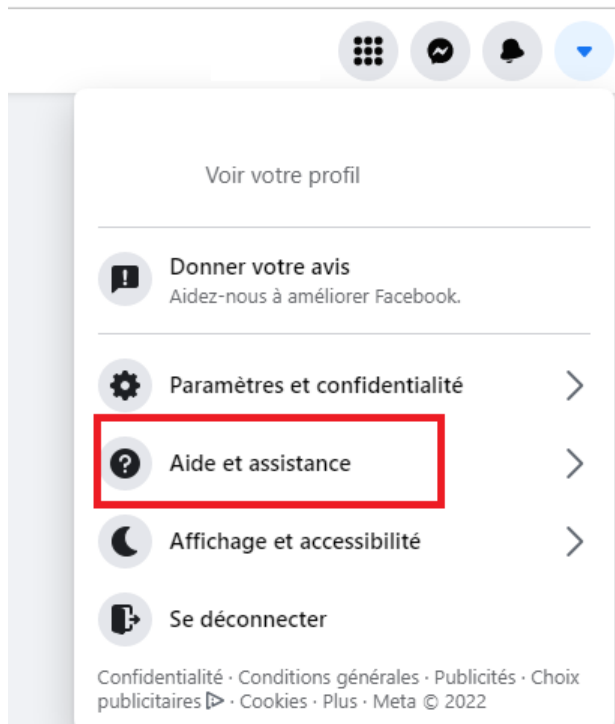 Voir votre profil
Donner votre avis
Aidez-nous à améliorer Facebook.
Paramètres et confidentialité
Aide et assistance
Affichage et accessibilité
Se déconnecter
Confidentialité · Conditions générales · Publicités · Choix
publicitaires · Cookies · Plus · Meta © 2022